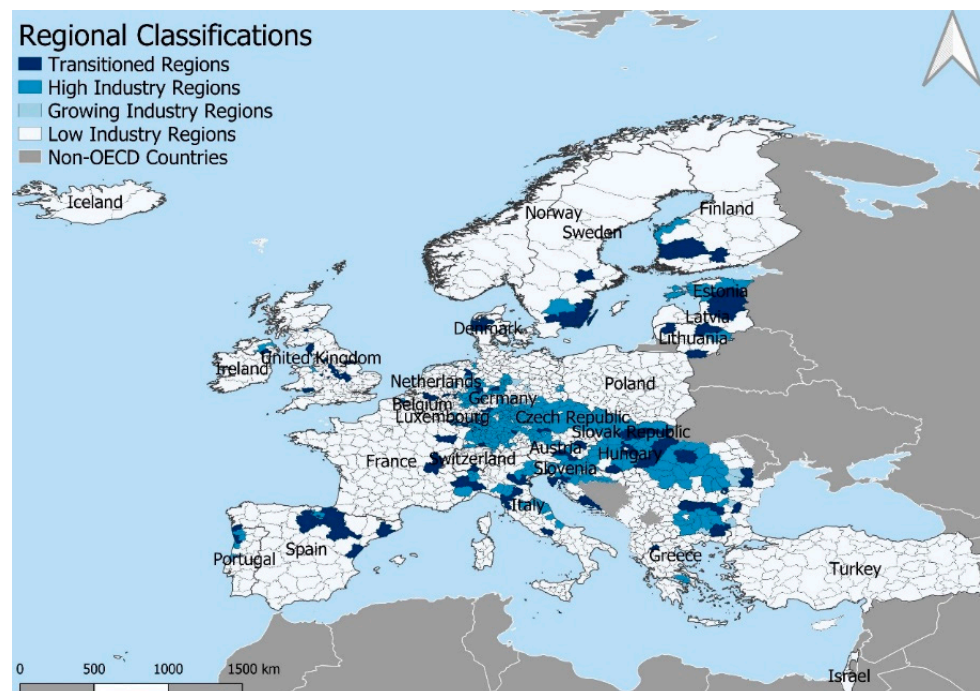 Regional Classifications
Transitioned Regions
High Industry Regions
Growing Industry Regions
Low Industry Regions
Non-OECD Countries
Iceland
Norway
Finland
Sweden
Estonia
Latvia
Denmark
Lithuania
United Kingdom
Ireland
Netherlands
Poland
Germany
Belgium
Luxembourg
Czech Republic
Slovak Republic
Austria
Hungary
France
Switzerland
Slovenia
Italy
Portugal
Spain
Greece
Turkey
Israel
0 500 1000 1500 km